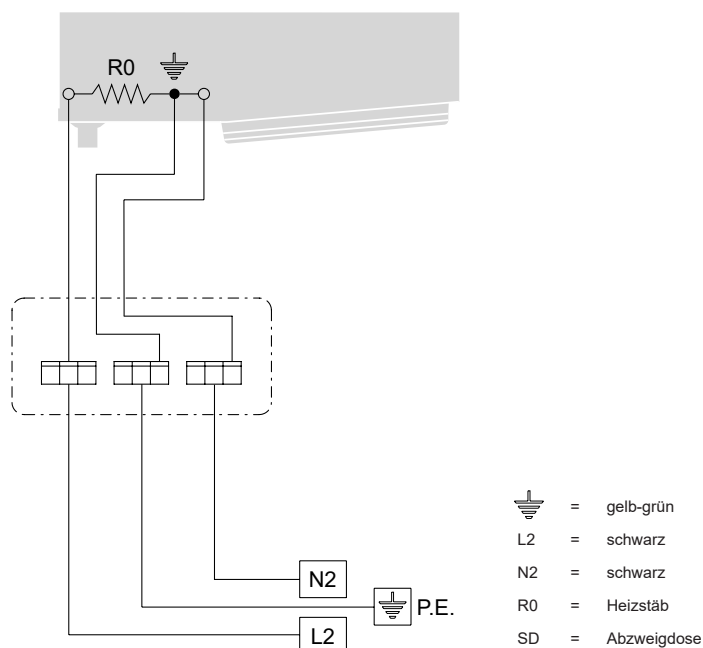 R0
N2
P.E.
L2
= gelb-grün
L2 = schwarz
N2 = schwarz
R0 = Heizstäb
SD = Abzweigdose